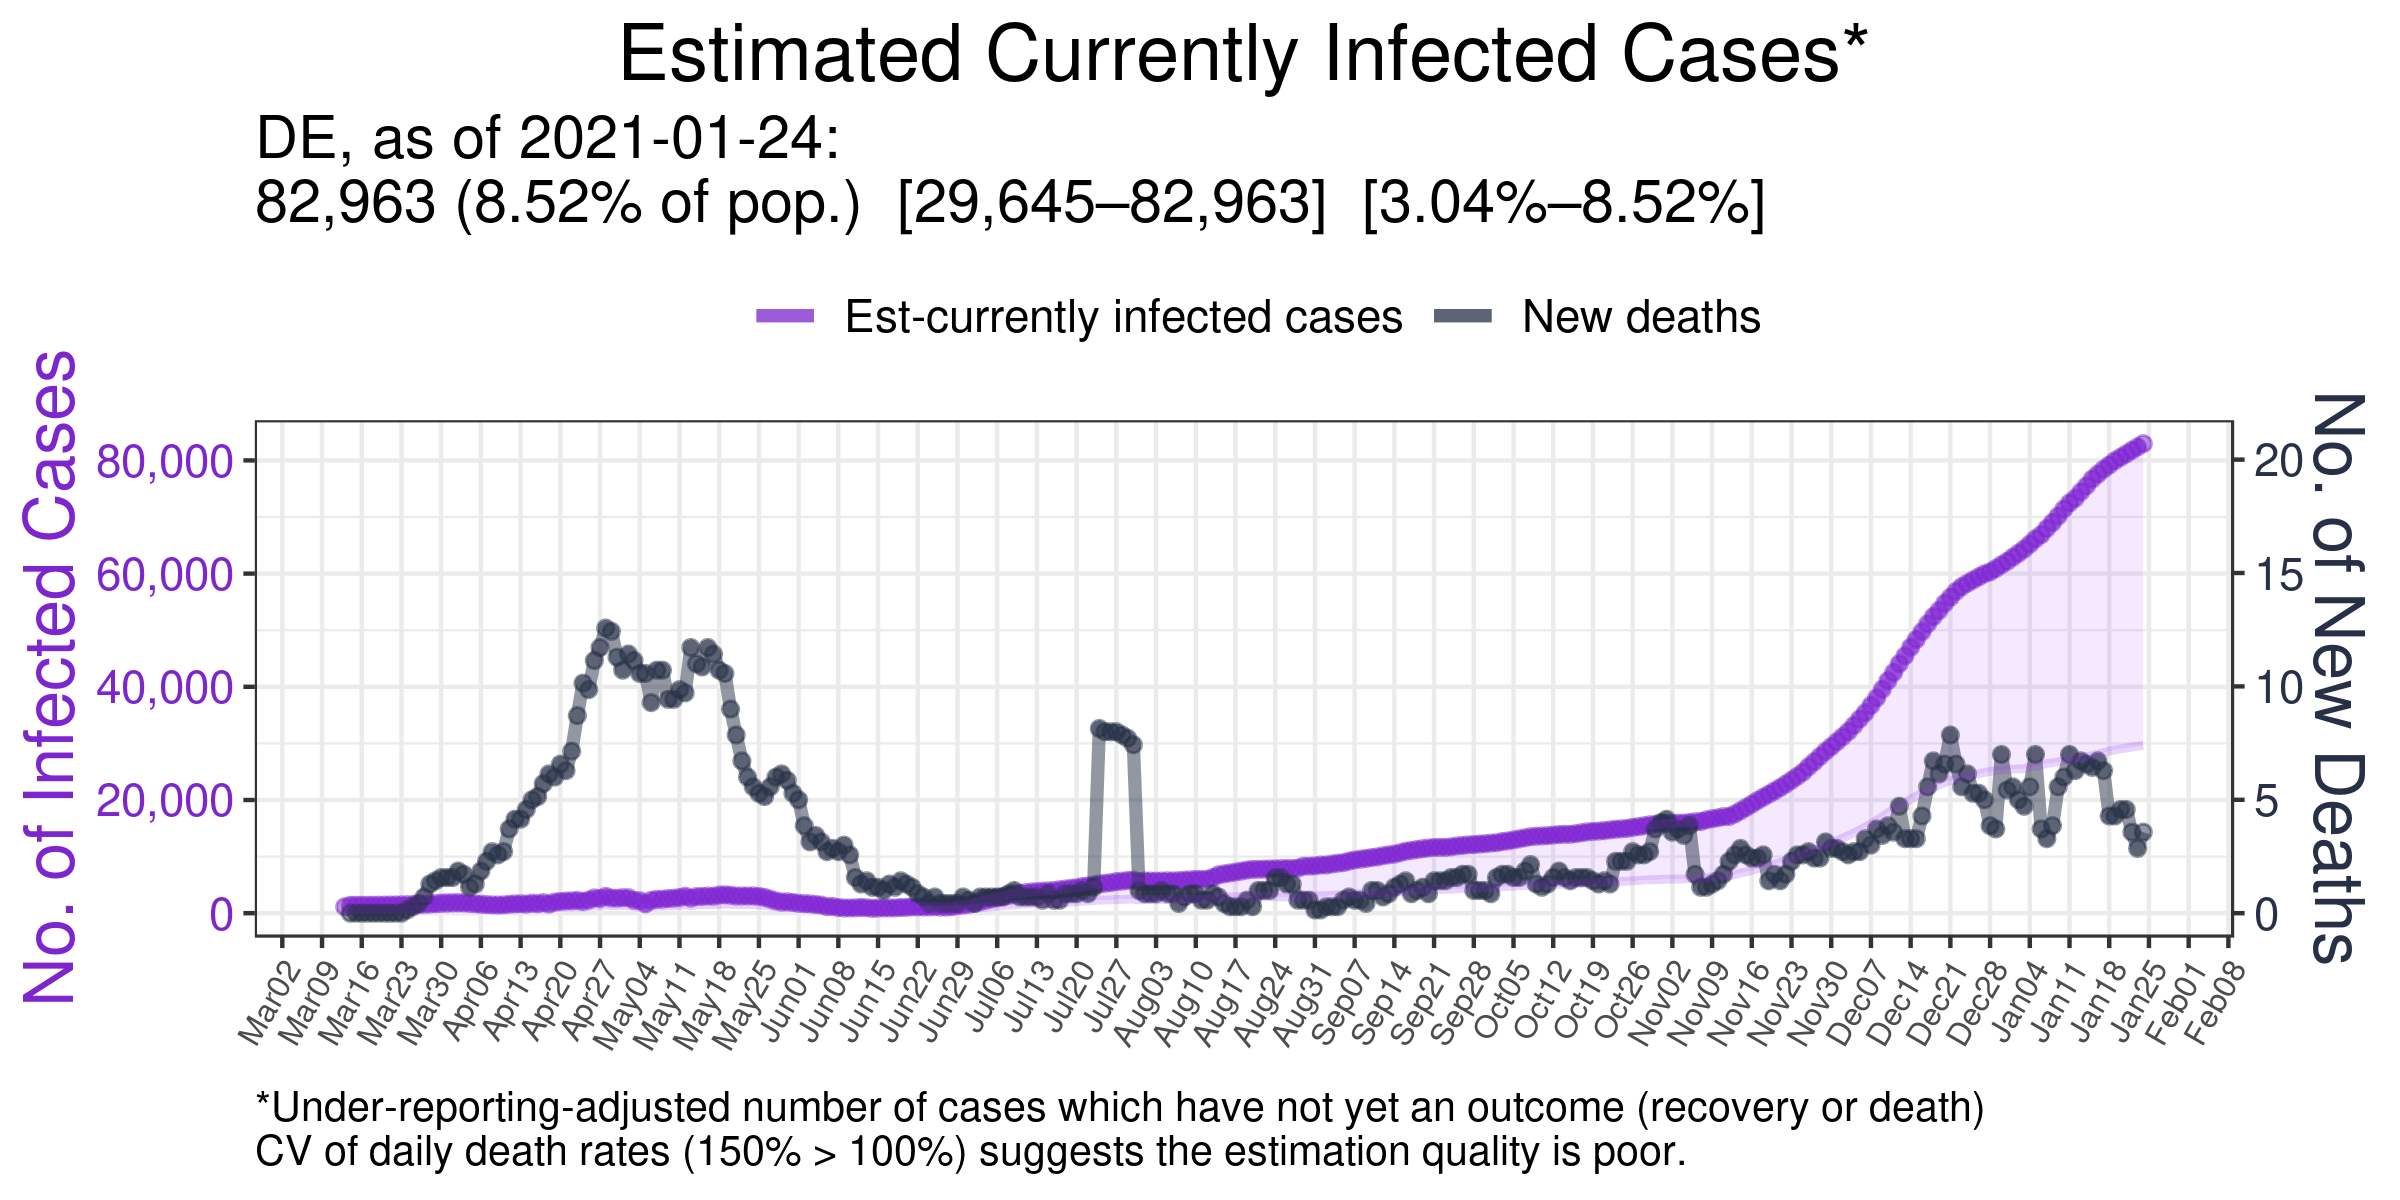 Estimated Currently Infected Cases*
DE, as of 2021-01-24:
82,963 (8.52% of pop.)  [29,645–82,963]  [3.04%–8.52%]
Est-currently infected cases
New deaths
No. of Infected Cases
80,000
60,000
40,000
20,000
0
20
15
10
5
0
No. of New Deaths
Mar02
Mar09
Mar16
Mar23
Mar30
Apr06
Apr13
Apr20
Apr27
May04
May11
May18
May25
Jun01
Jun08
Jun15
Jun22
Jun29
Jul06
Jul13
Jul20
Jul27
Aug03
Aug10
Aug17
Aug24
Aug31
Sep07
Sep14
Sep21
Sep28
Oct05
Oct12
Oct19
Oct26
Nov02
Nov09
Nov16
Nov23
Nov30
Dec07
Dec14
Dec21
Dec28
Jan04
Jan11
Jan18
Jan25
Feb01
Feb08
*Under-reporting-adjusted number of cases which have not yet an outcome (recovery or death)
CV of daily death rates (150% > 100%) suggests the estimation quality is poor.